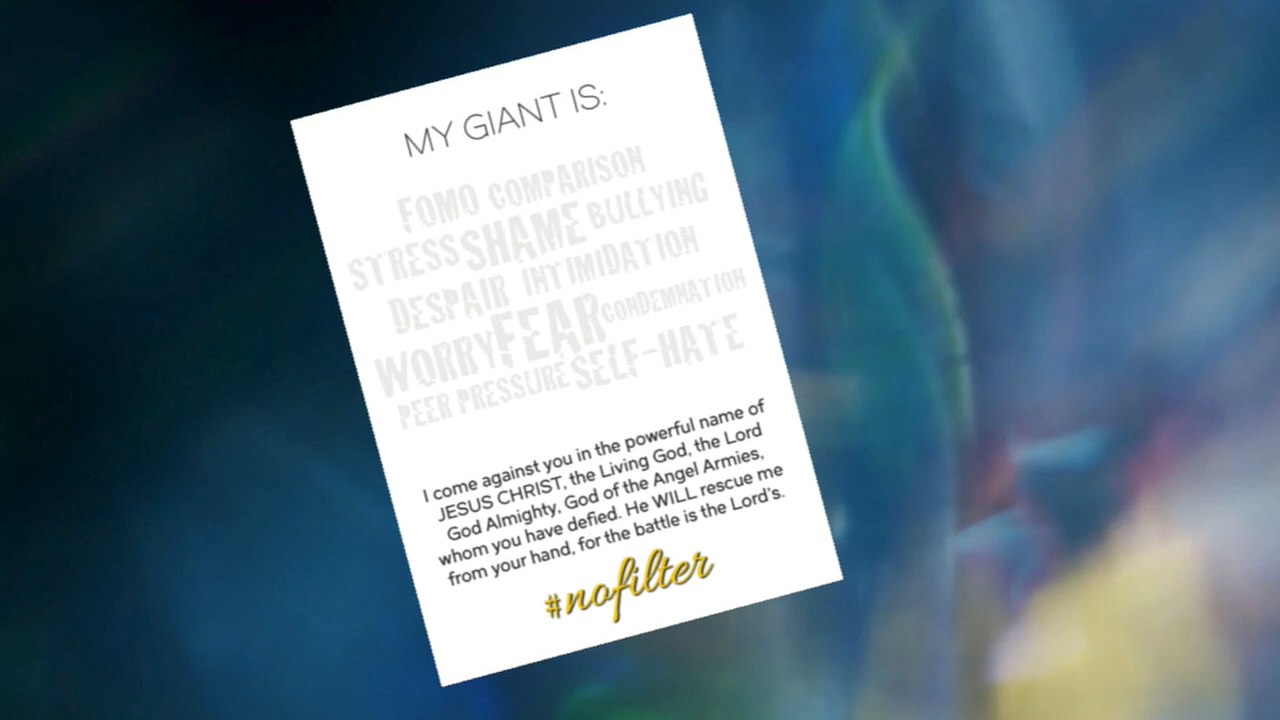 MY GIANT IS:
FOMO COMPARISON
STRESS SHAME BULLYING
DESPAIR INTIMIDATION
WORRY FEAR CONDEMNATION
PEER PRESSURE SELF-HATE
I come against you in the powerful name of
JESUS CHRIST, the Living God, the Lord
God Almighty, God of the Angel Armies,
whom you have defied. He WILL rescue me
from your hand, for the battle is the Lord's.
#nofilter